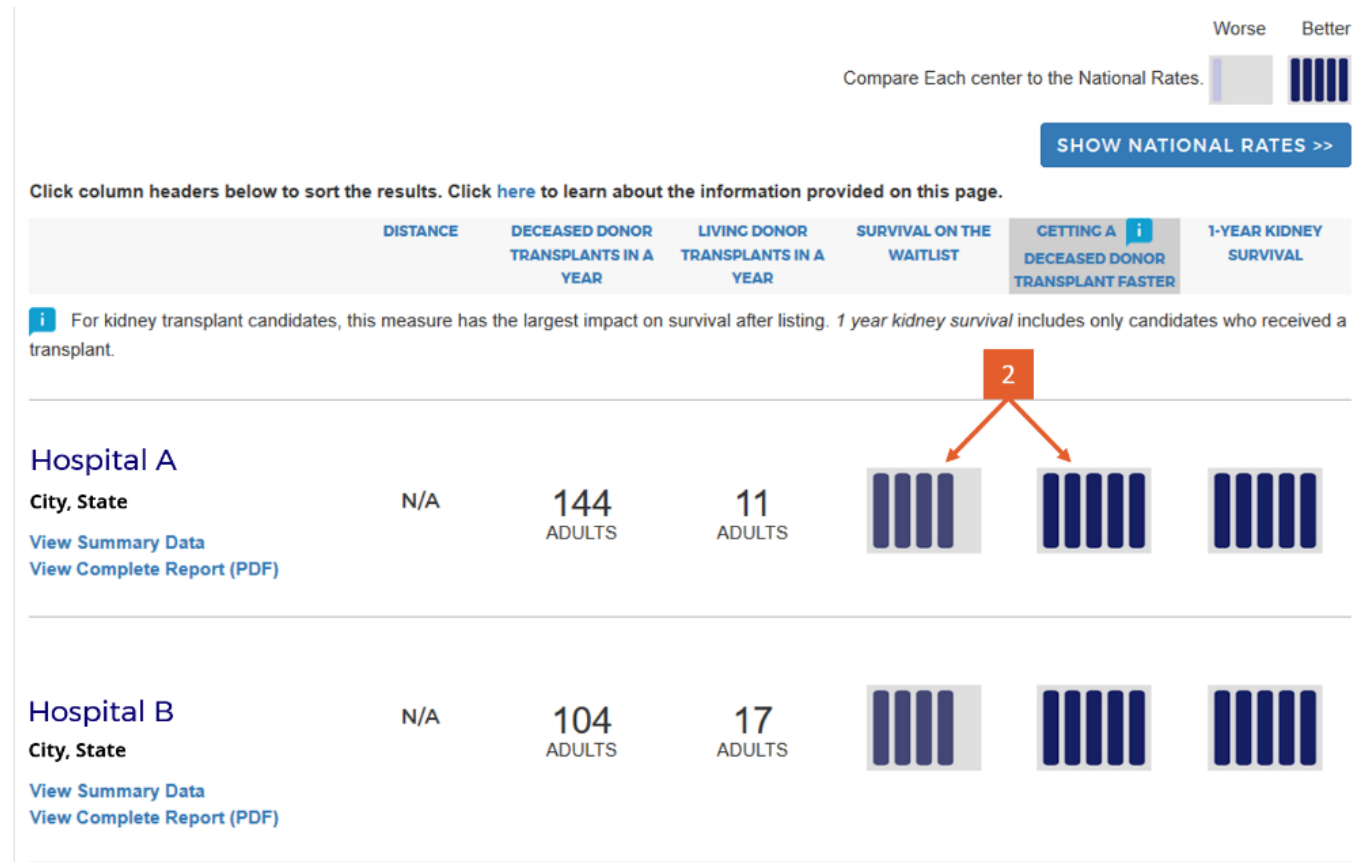 Worse Better
Compare Each center to the National Rates.
SHOW NATIONAL RATES >>
Click column headers below to sort the results. Click here to learn about the information provided on this page.
DISTANCE
DECEASED DONOR
TRANSPLANTS IN A
YEAR
LIVING DONOR
TRANSPLANTS IN A
YEAR
SURVIVAL ON THE
WAITLIST
GETTING A i
DECEASED DONOR
TRANSPLANT FASTER
1-YEAR KIDNEY
SURVIVAL
i For kidney transplant candidates, this measure has the largest impact on survival after listing. 1 year kidney survival includes only candidates who received a
transplant.
2
Hospital A
City, State
View Summary Data
View Complete Report (PDF)
N/A
144
ADULTS
11
ADULTS
Hospital B
City, State
View Summary Data
View Complete Report (PDF)
N/A
104
ADULTS
17
ADULTS